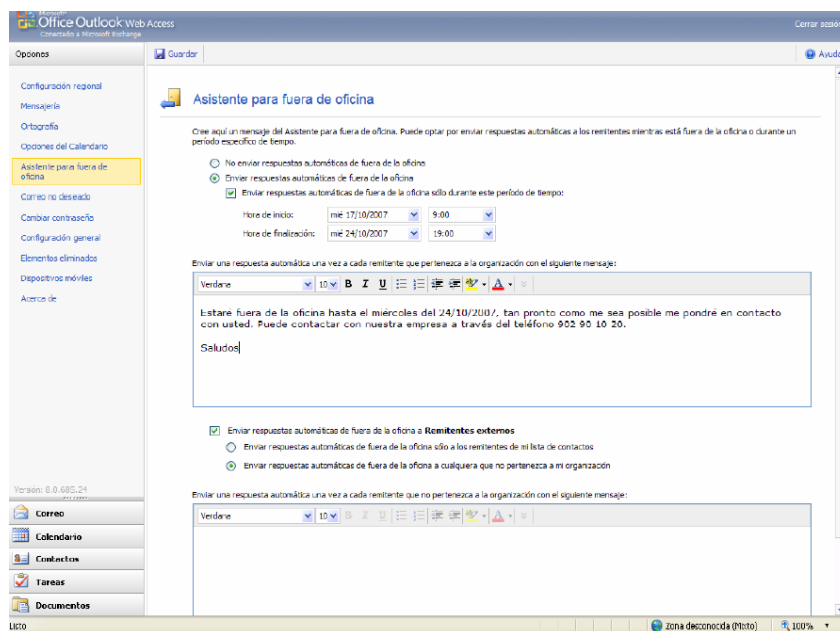 Microsoft
Office Outlook Web Access
Conectado a Microsoft Exchange
Cerrar sesión
Opciones
Guardar
Ayuda
Configuración regional
Mensajería
Ortografía
Opciones del Calendario
Asistente para fuera de
oficina
Correo no deseado
Cambiar contraseña
Configuración general
Elementos eliminados
Dispositivos móviles
Acerca de
Versión: 8.0.685.24
Correo
Calendario
Contactos
Tareas
Documentos
Asistente para fuera de oficina
Cree aquí un mensaje del Asistente para fuera de oficina. Puede optar por enviar respuestas automáticas a los remitentes mientras está fuera de la oficina o durante un
período específico de tiempo.
No enviar respuestas automáticas de fuera de la oficina
Enviar respuestas automáticas de fuera de la oficina
Enviar respuestas automáticas de fuera de la oficina sólo durante este período de tiempo:
Hora de inicio: mié 17/10/2007 9:00
Hora de finalización: mié 24/10/2007 19:00
Enviar una respuesta automática una vez a cada remitente que pertenezca a la organización con el siguiente mensaje:
Verdana 10 B I U A
Estaré fuera de la oficina hasta el miércoles del 24/10/2007, tan pronto como me sea posible me pondré en contacto
con usted. Puede contactar con nuestra empresa a través del teléfono 902 90 10 20.
Saludos
Enviar respuestas automáticas de fuera de la oficina a Remitentes externos
Enviar respuestas automáticas de fuera de la oficina sólo a los remitentes de mi lista de contactos
Enviar respuestas automáticas de fuera de la oficina a cualquiera que no pertenezca a mi organización
Enviar una respuesta automática una vez a cada remitente que no pertenezca a la organización con el siguiente mensaje:
Verdana 10 B I U A
Listo
Zona desconocida (Mixto)
100%